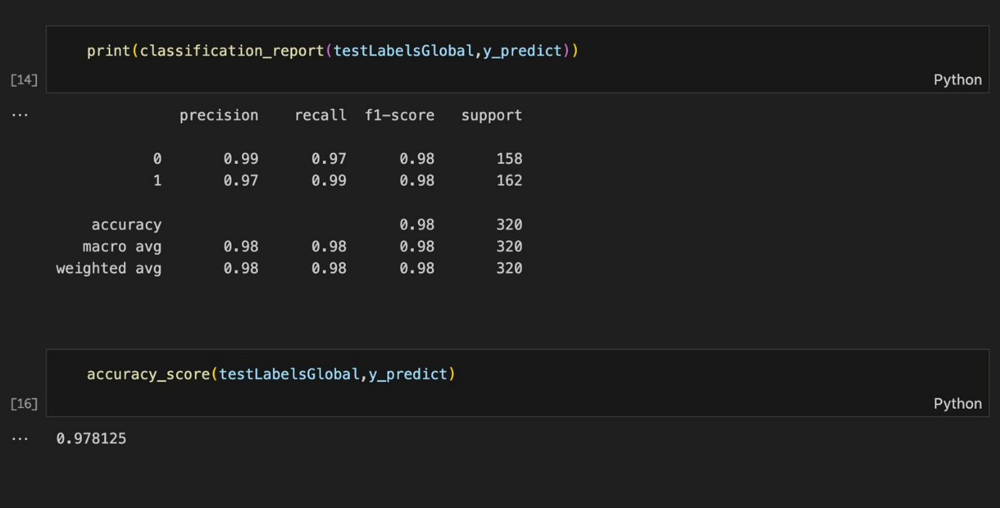 print(classification_report(testLabelsGlobal,y_predict))
[14]
Python
...
precision recall f1-score support
0 0.99 0.97 0.98 158
1 0.97 0.99 0.98 162
accuracy 0.98 320
macro avg 0.98 0.98 0.98 320
weighted avg 0.98 0.98 0.98 320
accuracy_score(testLabelsGlobal,y_predict)
[16]
Python
...
0.978125